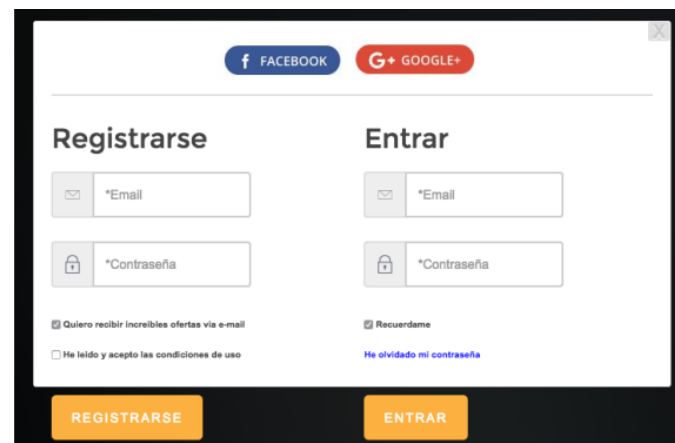 X
f FACEBOOK
G+ GOOGLE+
Registrarse
Entrar
*Email
*Email
*Contraseña
*Contraseña
Quiero recibir increibles ofertas via e-mail
Recuerdame
He leido y acepto las condiciones de uso
He olvidado mi contraseña
REGISTRARSE
ENTRAR